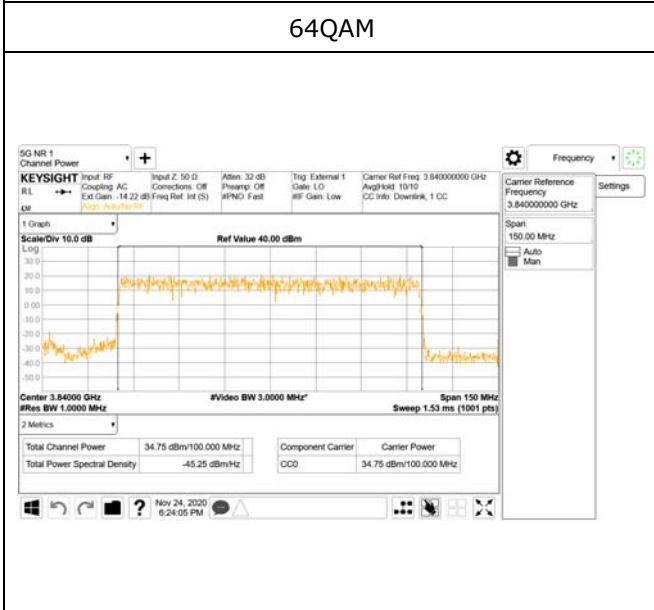 64QAM
5G NR 1
Channel Power
+
Frequency
KEYSIGHT
RL
Input: RF
Coupling: AC
Ext Gain: -14.22 dB
Align: Auto/No RF
Input Z: 50 Ω
Corrections: Off
Freq Ref: Int (S)
Atten: 32 dB
Preamp: Off
#PNO: Fast
Trig: External 1
Gate: LO
#IF Gain: Low
Carrier Ref Freq: 3.840000000 GHz
Avg|Hold: 10/10
CC Info: Downlink, 1 CC
Carrier Reference
Frequency
3.840000000 GHz
Settings
Span
150.00 MHz
Auto
Man
1 Graph
Scale/Div 10.0 dB
Ref Value 40.00 dBm
Log
30.0
20.0
10.0
0.00
-10.0
-20.0
-30.0
-40.0
-50.0
Center 3.84000 GHz
#Video BW 3.0000 MHz*
Span 150 MHz
#Res BW 1.0000 MHz
Sweep 1.53 ms (1001 pts)
2 Metrics
Total Channel Power 34.75 dBm/100.000 MHz
Total Power Spectral Density -45.25 dBm/Hz
Component Carrier Carrier Power
CC0 34.75 dBm/100.000 MHz
?
Nov 24, 2020
6:24:05 PM